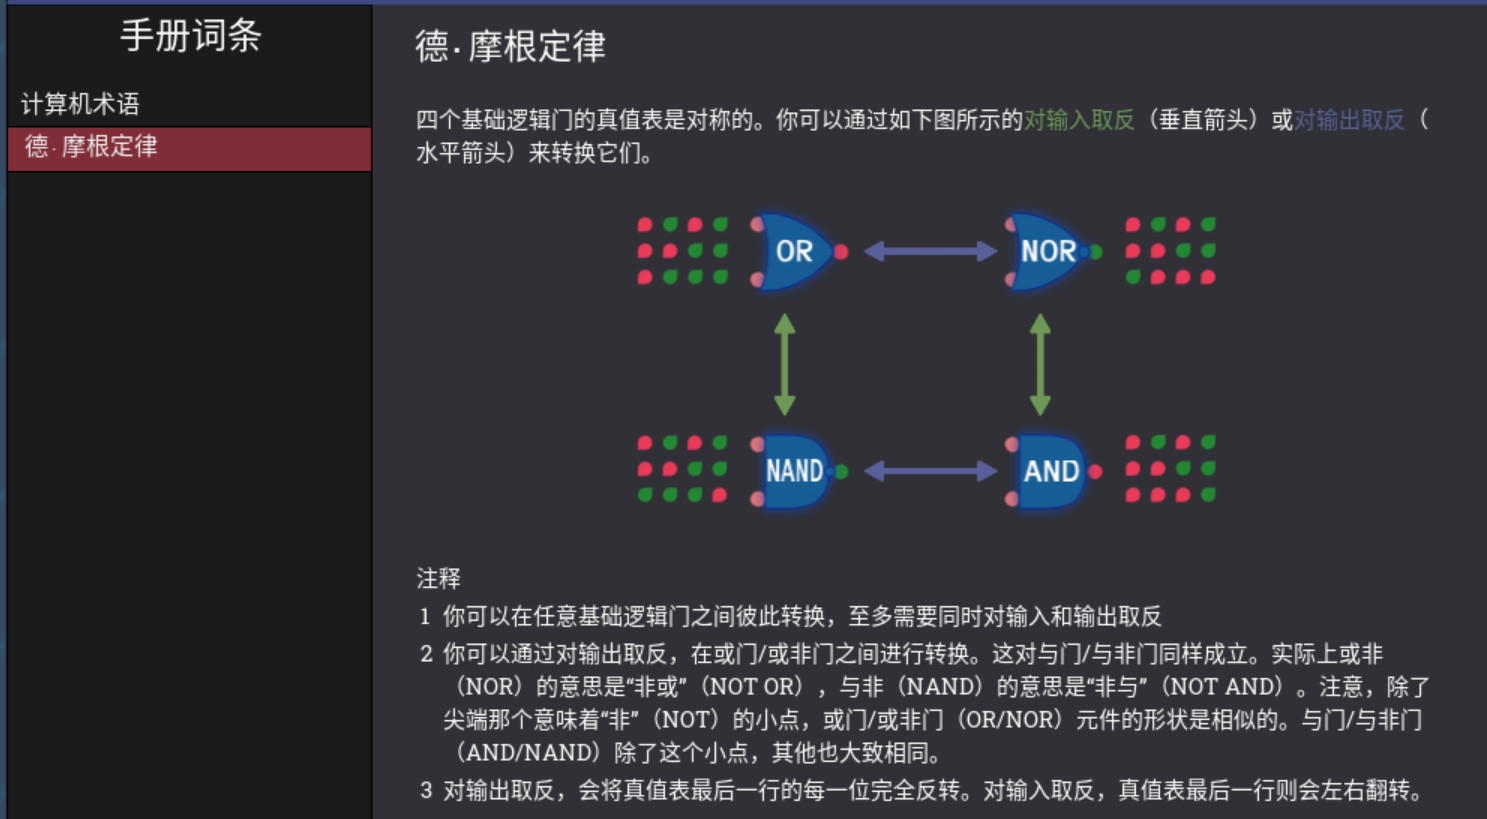 手册词条
计算机术语
德·摩根定律
德·摩根定律
四个基础逻辑门的真值表是对称的。你可以通过如下图所示的对输入取反（垂直箭头）或对输出取反（
水平箭头）来转换它们。
OR
NOR
NAND
AND
注释
1 你可以在任意基础逻辑门之间彼此转换，至多需要同时对输入和输出取反
2 你可以通过对输出取反，在或门/或非门之间进行转换。这对与门/与非门同样成立。实际上或非
（NOR）的意思是“非或”（NOT OR），与非（NAND）的意思是“非与”（NOT AND）。注意，除了
尖端那个意味着“非”（NOT）的小点，或门/或非门（OR/NOR）元件的形状是相似的。与门/与非门
（AND/NAND）除了这个小点，其他也大致相同。
3 对输出取反，会将真值表最后一行的每一位完全反转。对输入取反，真值表最后一行则会左右翻转。